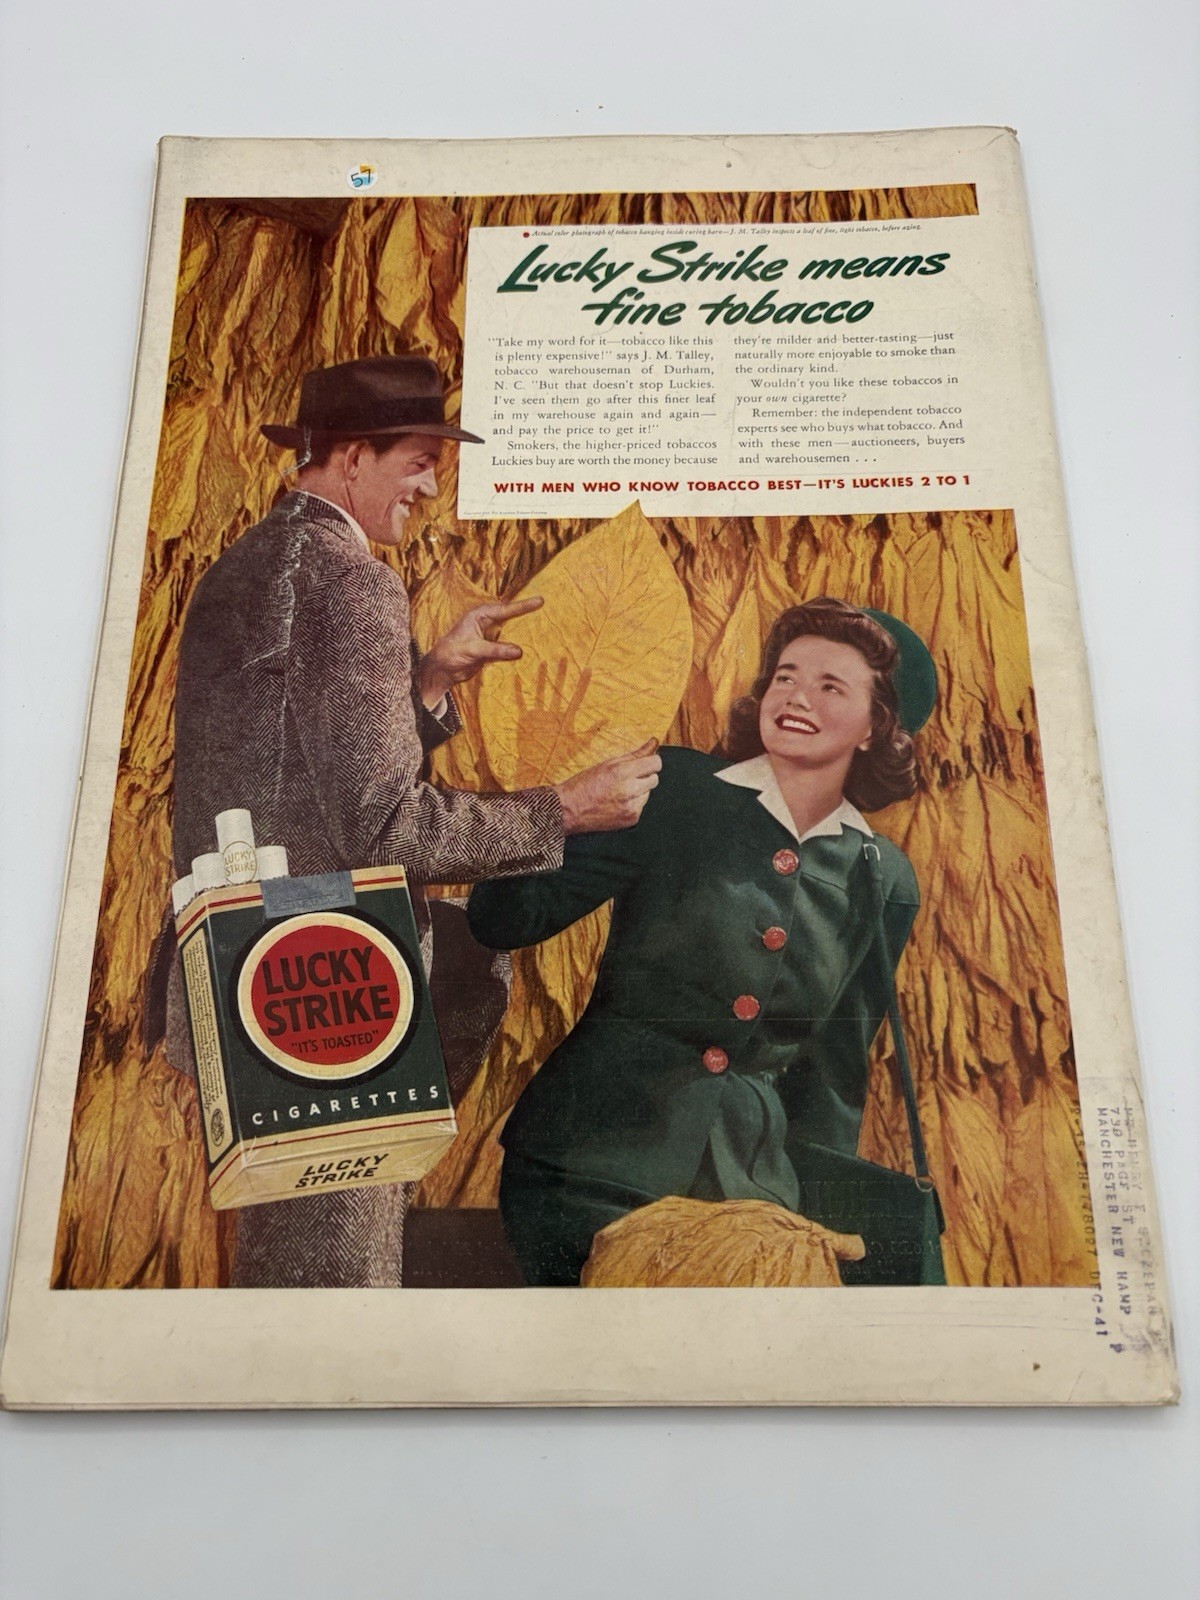 57
Actual color photograph of tobacco hanging inside curing barn—J. M. Talley inspects a leaf of fine, light tobacco, before aging.
Lucky Strike means
fine tobacco
"Take my word for it—tobacco like this
is plenty expensive!" says J. M. Talley,
tobacco warehouseman of Durham,
N. C. "But that doesn't stop Luckies.
I've seen them go after this finer leaf
in my warehouse again and again—
and pay the price to get it!"
Smokers, the higher-priced tobaccos
Luckies buy are worth the money because
they're milder and better-tasting—just
naturally more enjoyable to smoke than
the ordinary kind.
Wouldn't you like these tobaccos in
your own cigarette?
Remember: the independent tobacco
experts see who buys what tobacco. And
with these men—auctioneers, buyers
and warehousemen . . .
WITH MEN WHO KNOW TOBACCO BEST—IT'S LUCKIES 2 TO 1
LUCKY
STRIKE
LUCKY
STRIKE
"IT'S TOASTED"
CIGARETTES
LUCKY
STRIKE
HENRY
739 PAGE ST
MANCHESTER NEW HAMP
DEC-41 P